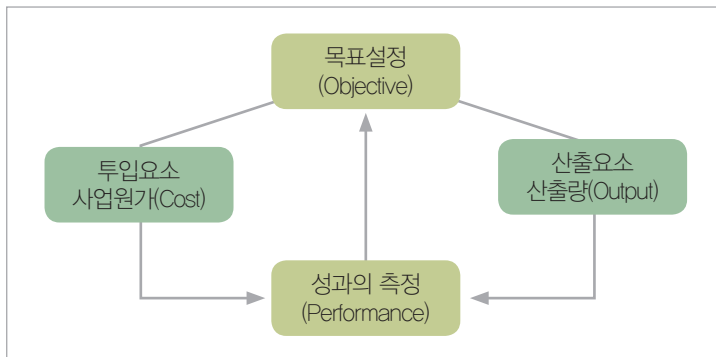 목표설정
(Objective)
투입요소
사업원가(Cost)
산출요소
산출량(Output)
성과의 측정
(Performance)